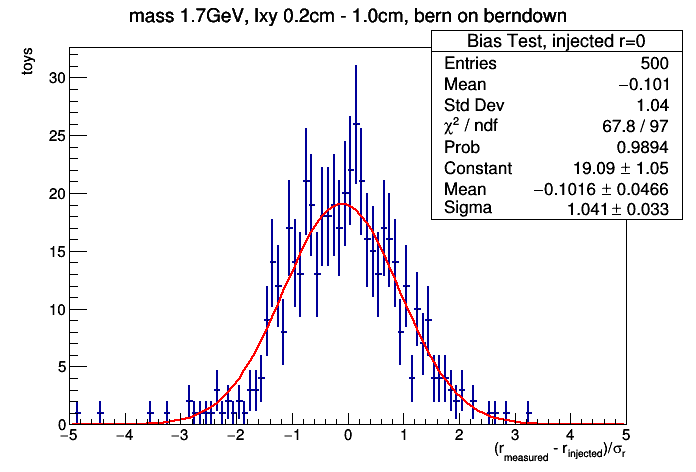 mass 1.7GeV, lxy 0.2cm - 1.0cm, bern on berndown
toys
Bias Test, injected r=0
Entries 500
Mean −0.101
Std Dev 1.04
χ² / ndf 67.8 / 97
Prob 0.9894
Constant 19.09 ± 1.05
Mean −0.1016 ± 0.0466
Sigma 1.041 ± 0.033
30
25
20
15
10
5
0
−5 −4 −3 −2 −1 0 1 2 3 4 5
(r_measured - r_injected)/σ_r